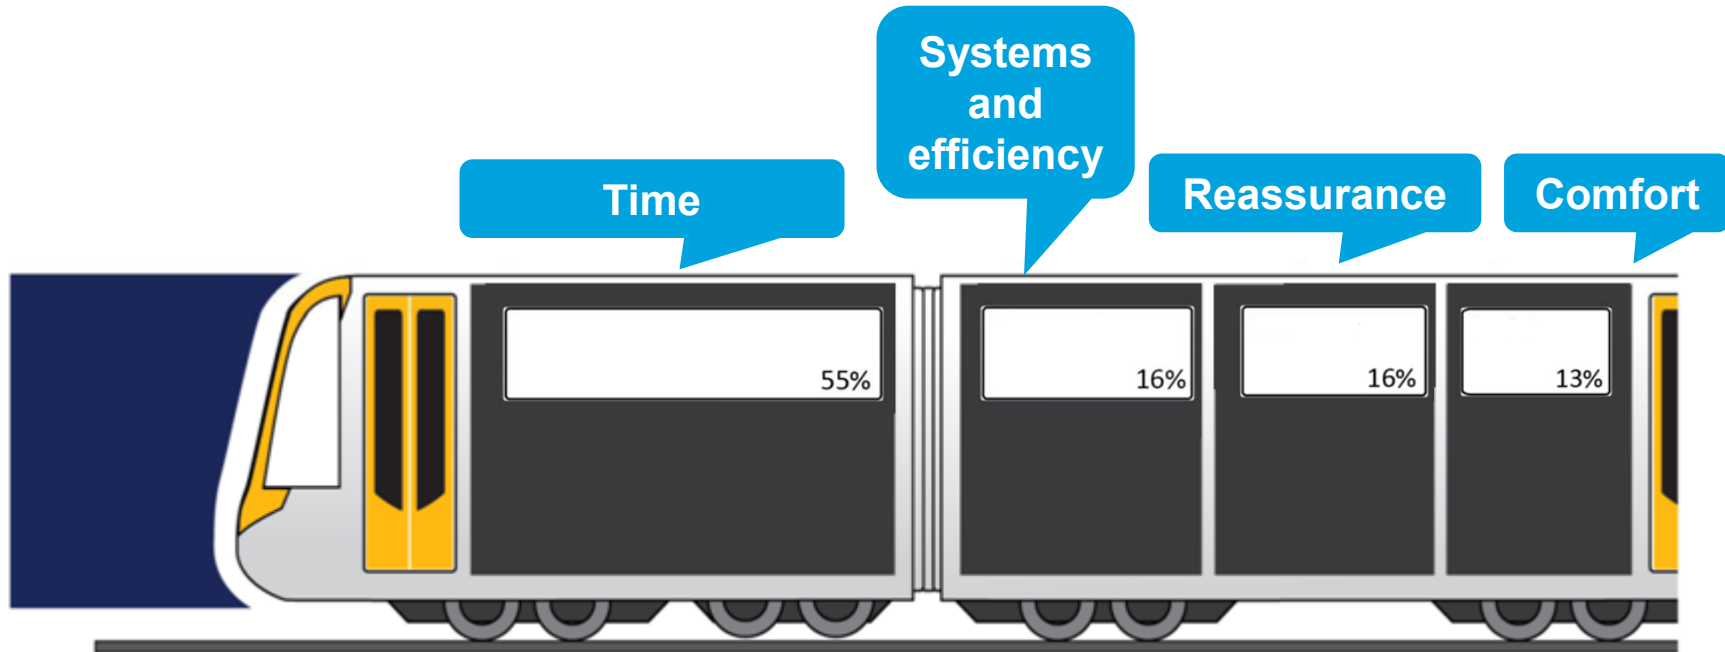 Systems
and
efficiency
Time
Reassurance
Comfort
55%
16%
16%
13%